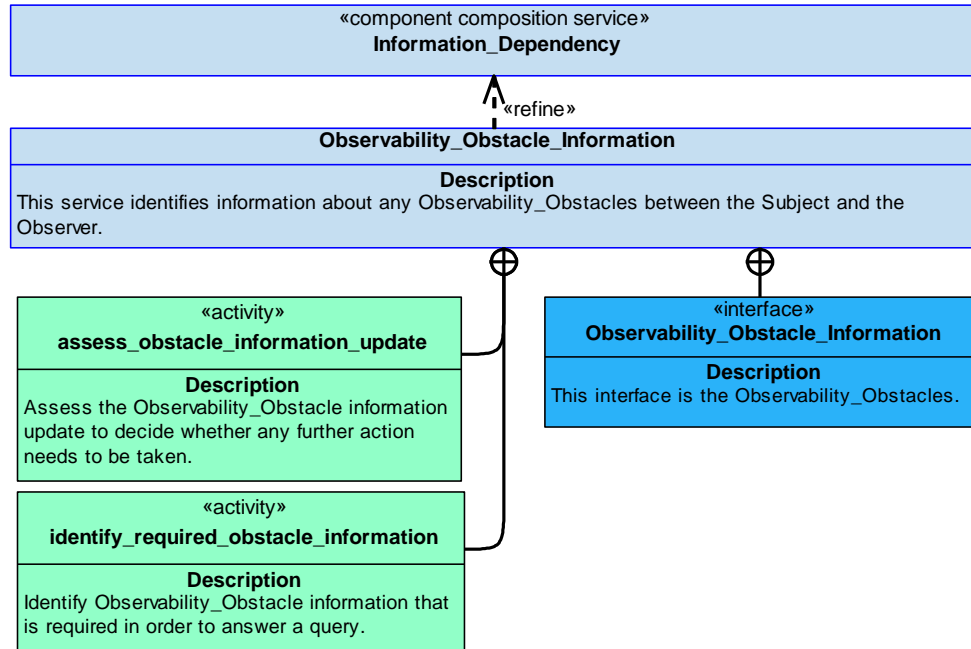 «component composition service»
Information_Dependency
«refine»
Observability_Obstacle_Information
Description
This service identifies information about any Observability_Obstacles between the Subject and the
Observer.
«activity»
assess_obstacle_information_update
Description
Assess the Observability_Obstacle information
update to decide whether any further action
needs to be taken.
«interface»
Observability_Obstacle_Information
Description
This interface is the Observability_Obstacles.
«activity»
identify_required_obstacle_information
Description
Identify Observability_Obstacle information that
is required in order to answer a query.